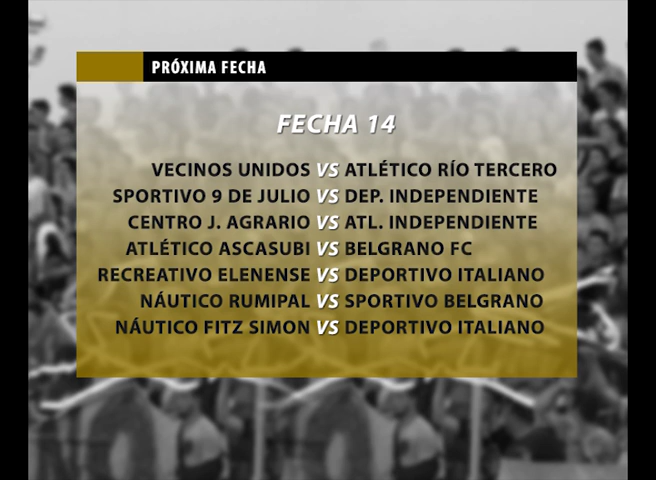 PRÓXIMA FECHA
FECHA 14
VECINOS UNIDOS VS ATLÉTICO RÍO TERCERO
SPORTIVO 9 DE JULIO VS DEP. INDEPENDIENTE
CENTRO J. AGRARIO VS ATL. INDEPENDIENTE
ATLÉTICO ASCASUBI VS BELGRANO FC
RECREATIVO ELENENSE VS DEPORTIVO ITALIANO
NÁUTICO RUMIPAL VS SPORTIVO BELGRANO
NÁUTICO FITZ SIMON VS DEPORTIVO ITALIANO